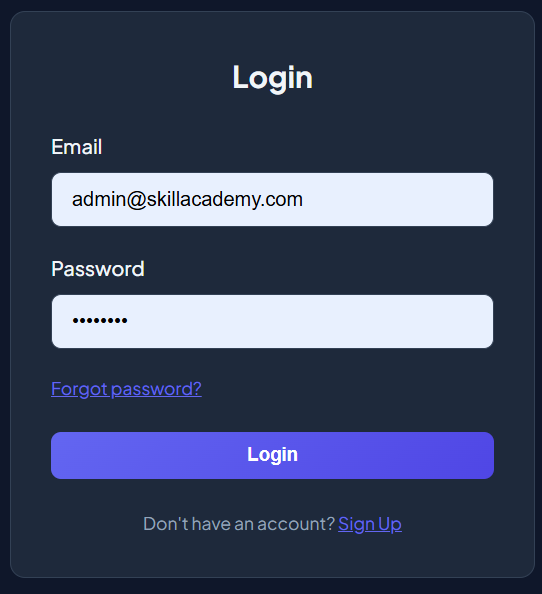 Login
Email
admin@skillacademy.com
Password
••••••••
Forgot password?
Login
Don't have an account? Sign Up